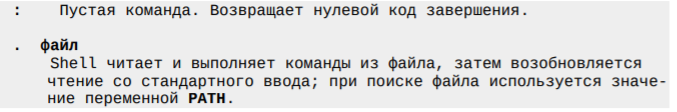 : Пустая команда. Возвращает нулевой код завершения.
. файл
Shell читает и выполняет команды из файла, затем возобновляется
чтение со стандартного ввода; при поиске файла используется значе-
ние переменной PATH.